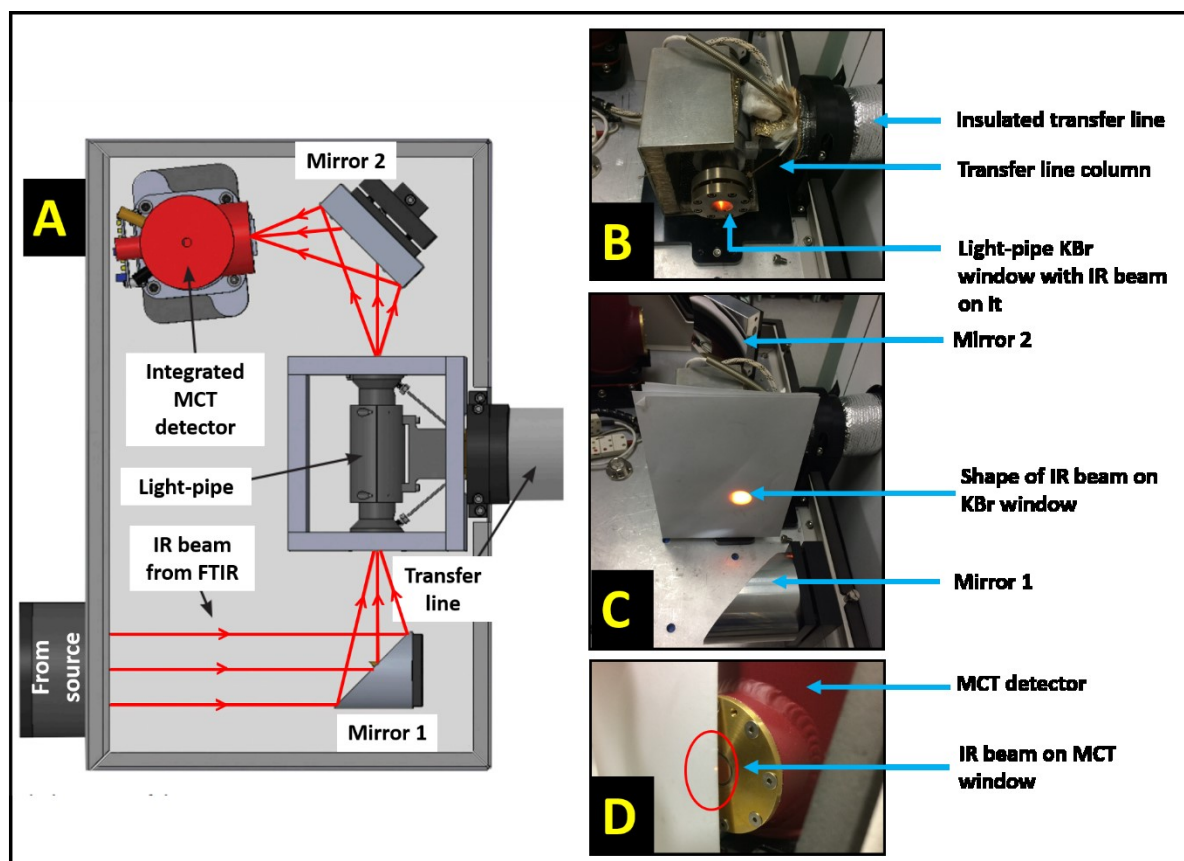 A
Mirror 2
Integrated
MCT
detector
Light-pipe
IR beam
from FTIR
Transfer
line
From
source
Mirror 1
B
Insulated transfer line
Transfer line column
Light-pipe KBr
window with IR beam
on it
C
Mirror 2
Shape of IR beam on
KBr window
Mirror 1
D
MCT detector
IR beam on MCT
window